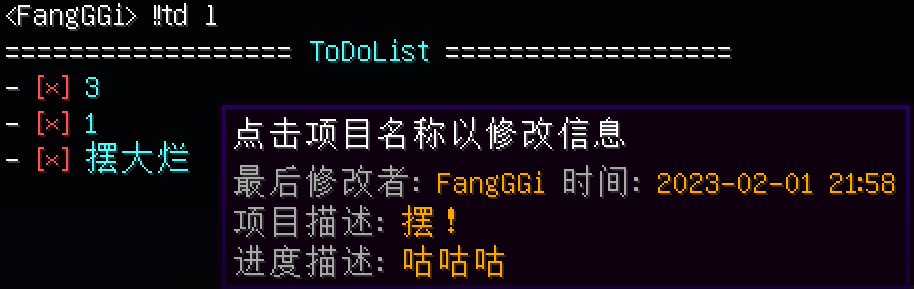 <FangGGi> !!td l
================== ToDoList ==================
- [×] 3
- [×] 1
- [×] 摆大烂
点击项目名称以修改信息
最后修改者: FangGGi 时间: 2023-02-01 21:58
项目描述: 摆！
进度描述: 咕咕咕